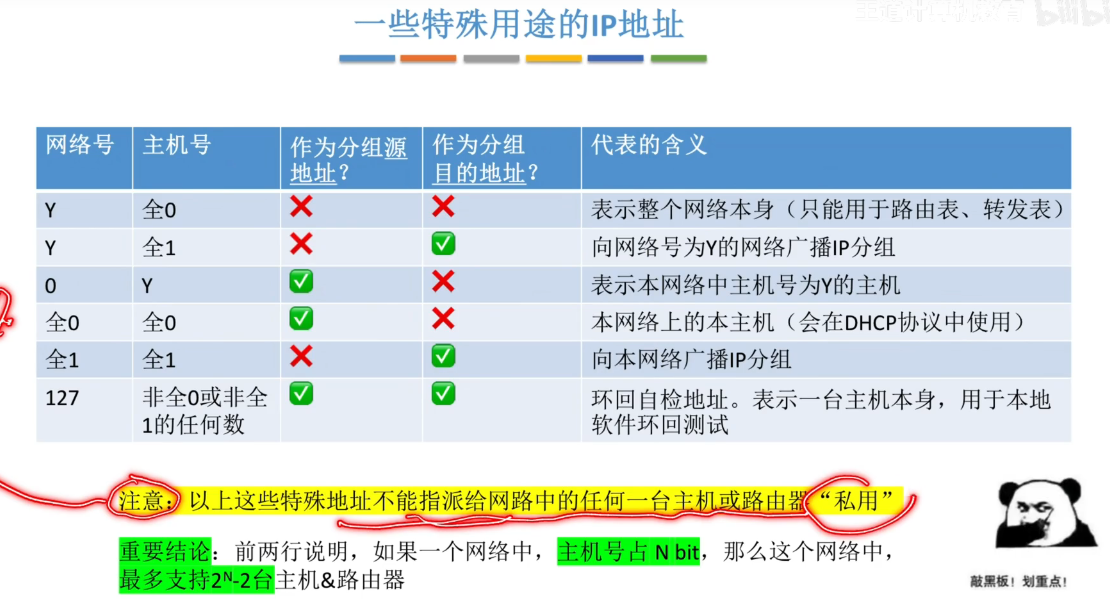 一些特殊用途的IP地址
网络号 主机号 作为分组源 作为分组 代表的含义
地址? 目的地址?
Y 全0 ❌ ❌ 表示整个网络本身（只能用于路由表、转发表）
Y 全1 ❌ ✅ 向网络号为Y的网络广播IP分组
0 Y ✅ ❌ 表示本网络中主机号为Y的主机
全0 全0 ✅ ❌ 本网络上的本主机（会在DHCP协议中使用）
全1 全1 ❌ ✅ 向本网络广播IP分组
127 非全0或非全 ✅ ✅ 环回自检地址。表示一台主机本身，用于本地
1的任何数 软件环回测试
注意：以上这些特殊地址不能指派给网路中的任何一台主机或路由器“私用”
重要结论：前两行说明，如果一个网络中，主机号占 N bit，那么这个网络中，
最多支持2ᴺ-2台主机&路由器
敲黑板！划重点！